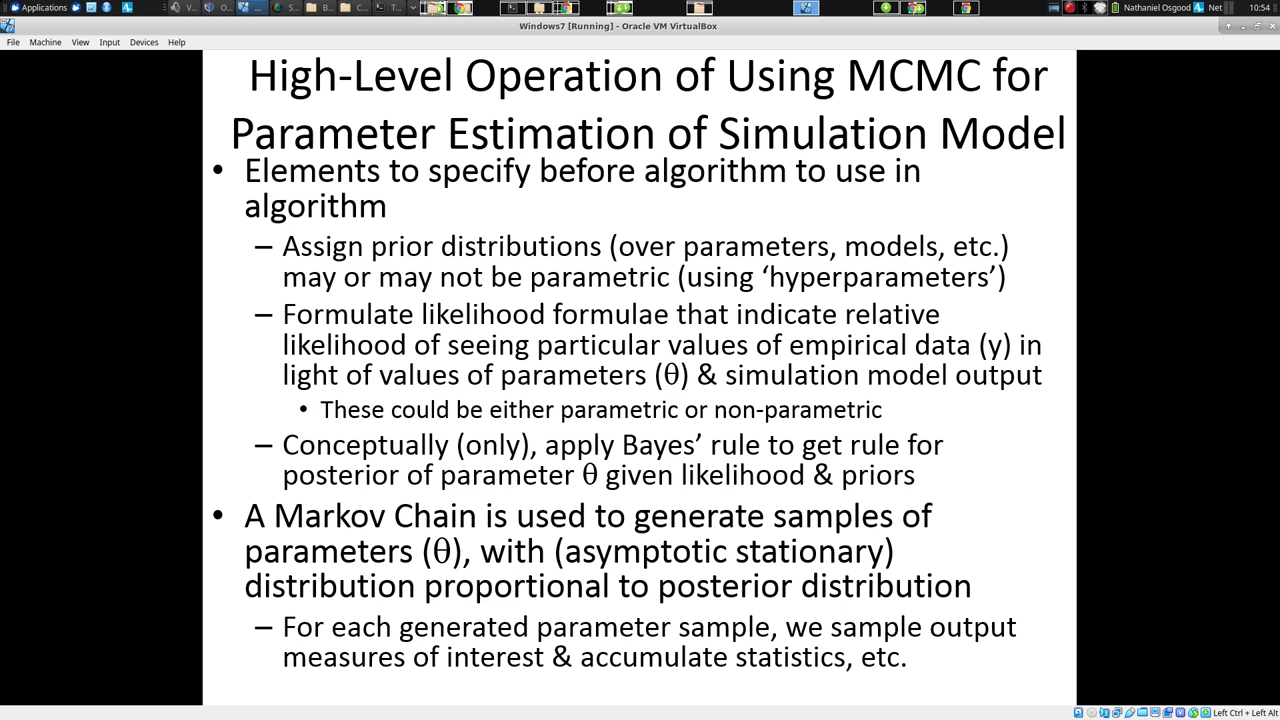 Applications
V...
O...
S...
B...
C...
T...
Nathaniel Osgood
Net
10:54
Windows7 [Running] - Oracle VM VirtualBox
File Machine View Input Devices Help
High-Level Operation of Using MCMC for
Parameter Estimation of Simulation Model
• Elements to specify before algorithm to use in
algorithm
– Assign prior distributions (over parameters, models, etc.)
may or may not be parametric (using ‘hyperparameters’)
– Formulate likelihood formulae that indicate relative
likelihood of seeing particular values of empirical data (y) in
light of values of parameters (θ) & simulation model output
• These could be either parametric or non-parametric
– Conceptually (only), apply Bayes’ rule to get rule for
posterior of parameter θ given likelihood & priors
• A Markov Chain is used to generate samples of
parameters (θ), with (asymptotic stationary)
distribution proportional to posterior distribution
– For each generated parameter sample, we sample output
measures of interest & accumulate statistics, etc.
Left Ctrl + Left Alt